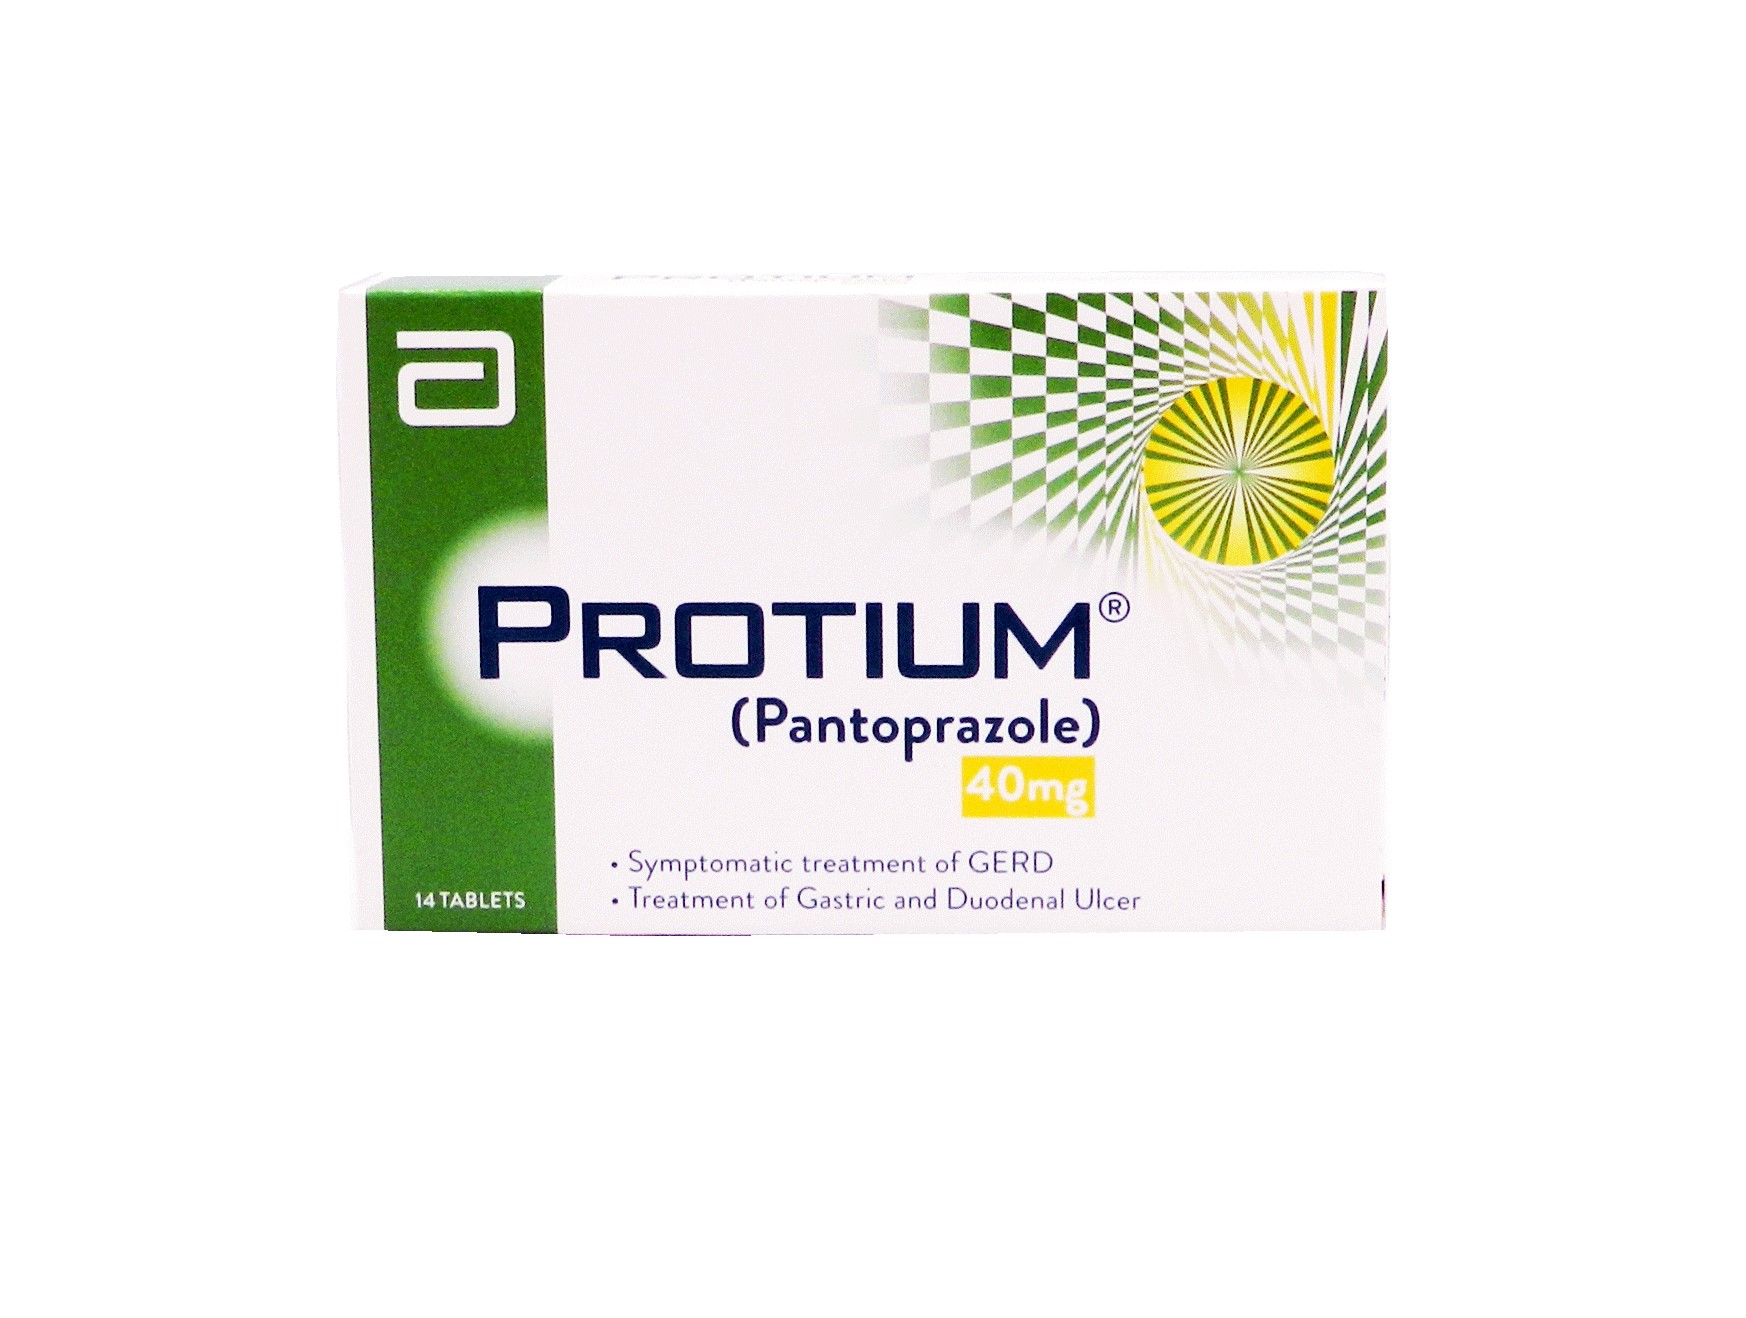 PROTIUM®
(Pantoprazole)
40mg
• Symptomatic treatment of GERD
• Treatment of Gastric and Duodenal Ulcer
14 TABLETS